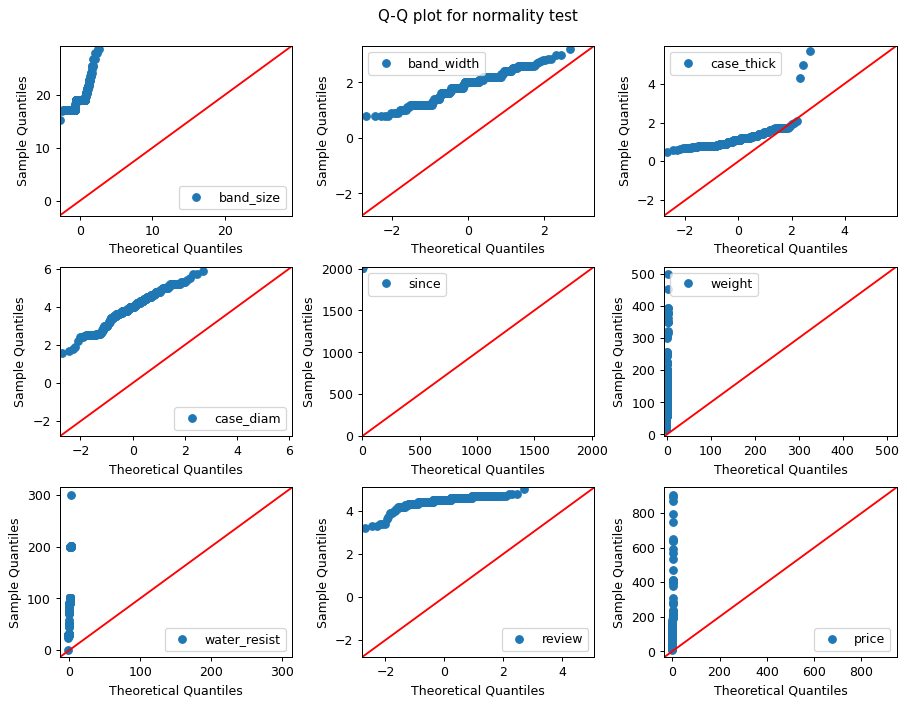 Q-Q plot for normality test
Sample Quantiles
20
10
0
0
10
20
Theoretical Quantiles
band_size
Sample Quantiles
2
0
−2
−2
0
2
Theoretical Quantiles
band_width
Sample Quantiles
4
2
0
−2
−2
0
2
4
Theoretical Quantiles
case_thick
Sample Quantiles
6
4
2
0
−2
−2
0
2
4
6
Theoretical Quantiles
case_diam
Sample Quantiles
2000
1500
1000
500
0
0
500
1000
1500
2000
Theoretical Quantiles
since
Sample Quantiles
500
400
300
200
100
0
0
100
200
300
400
500
Theoretical Quantiles
weight
Sample Quantiles
300
200
100
0
0
100
200
300
Theoretical Quantiles
water_resist
Sample Quantiles
4
2
0
−2
−2
0
2
4
Theoretical Quantiles
review
Sample Quantiles
800
600
400
200
0
0
200
400
600
800
Theoretical Quantiles
price